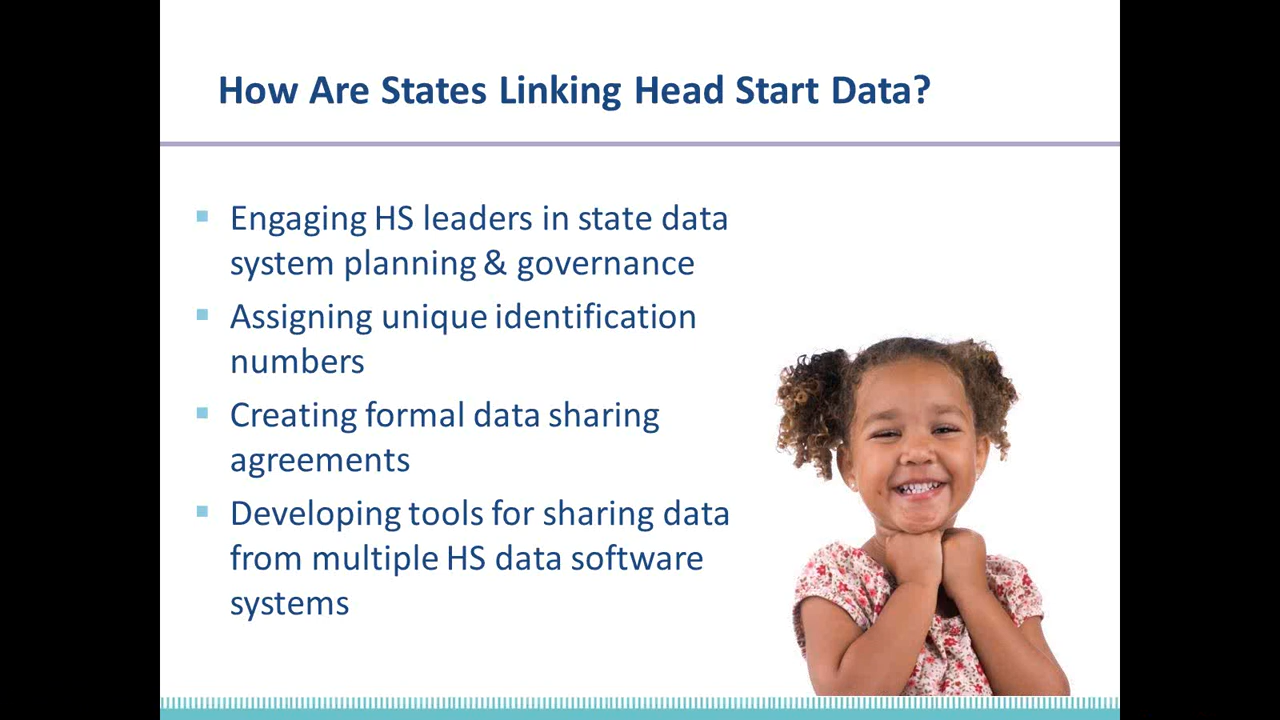 How Are States Linking Head Start Data?
Engaging HS leaders in state data
system planning & governance
Assigning unique identification
numbers
Creating formal data sharing
agreements
Developing tools for sharing data
from multiple HS data software
systems